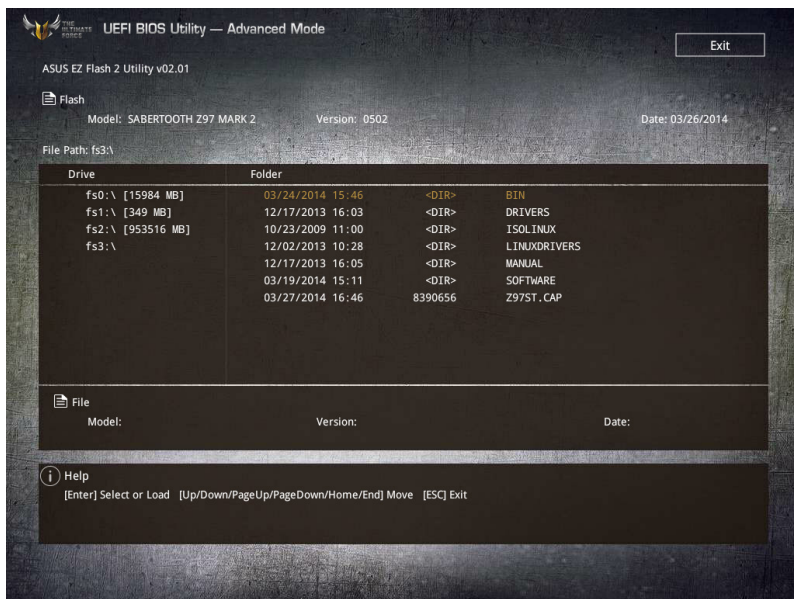 THE
ULTIMATE
FORCE
UEFI BIOS Utility — Advanced Mode
Exit
ASUS EZ Flash 2 Utility v02.01
Flash
Model: SABERTOOTH Z97 MARK 2 Version: 0502 Date: 03/26/2014
File Path: fs3:\
Drive Folder
fs0:\ [15984 MB] 03/24/2014 15:46 <DIR> BIN
fs1:\ [349 MB] 12/17/2013 16:03 <DIR> DRIVERS
fs2:\ [953516 MB] 10/23/2009 11:00 <DIR> ISOLINUX
fs3:\ 12/02/2013 10:28 <DIR> LINUXDRIVERS
12/17/2013 16:05 <DIR> MANUAL
03/19/2014 15:11 <DIR> SOFTWARE
03/27/2014 16:46 8390656 Z97ST.CAP
File
Model: Version: Date:
Help
[Enter] Select or Load [Up/Down/PageUp/PageDown/Home/End] Move [ESC] Exit